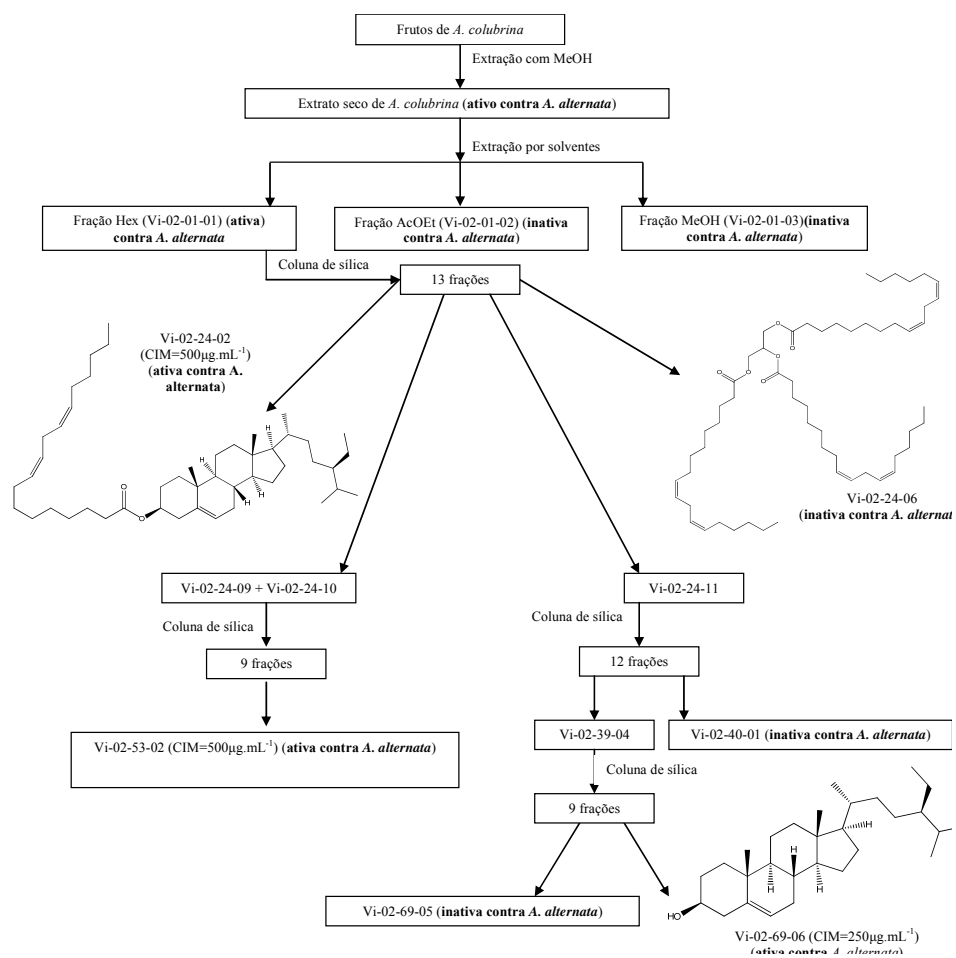 Frutos de A. colubrina
Extração com MeOH
Extrato seco de A. colubrina (ativo contra A. alternata)
Extração por solventes
Fração Hex (Vi-02-01-01) (ativa)
contra A. alternata
Fração AcOEt (Vi-02-01-02) (inativa
contra A. alternata)
Fração MeOH (Vi-02-01-03)(inativa
contra A. alternata)
Coluna de sílica
13 frações
Vi-02-24-02
(CIM=500µg.mL⁻¹)
(ativa contra A.
alternata)
O
O
H
H
H
H
O
O
O
O
O
O
Vi-02-24-06
(inativa contra A. alternat
Vi-02-24-09 + Vi-02-24-10
Coluna de sílica
9 frações
Vi-02-53-02 (CIM=500µg.mL⁻¹) (ativa contra A. alternata)
Vi-02-24-11
Coluna de sílica
12 frações
Vi-02-39-04
Vi-02-40-01 (inativa contra A. alternata)
Coluna de sílica
9 frações
Vi-02-69-05 (inativa contra A. alternata)
H
H
H
H
HO
Vi-02-69-06 (CIM=250µg.mL⁻¹)
(ativa contra A. alternata)